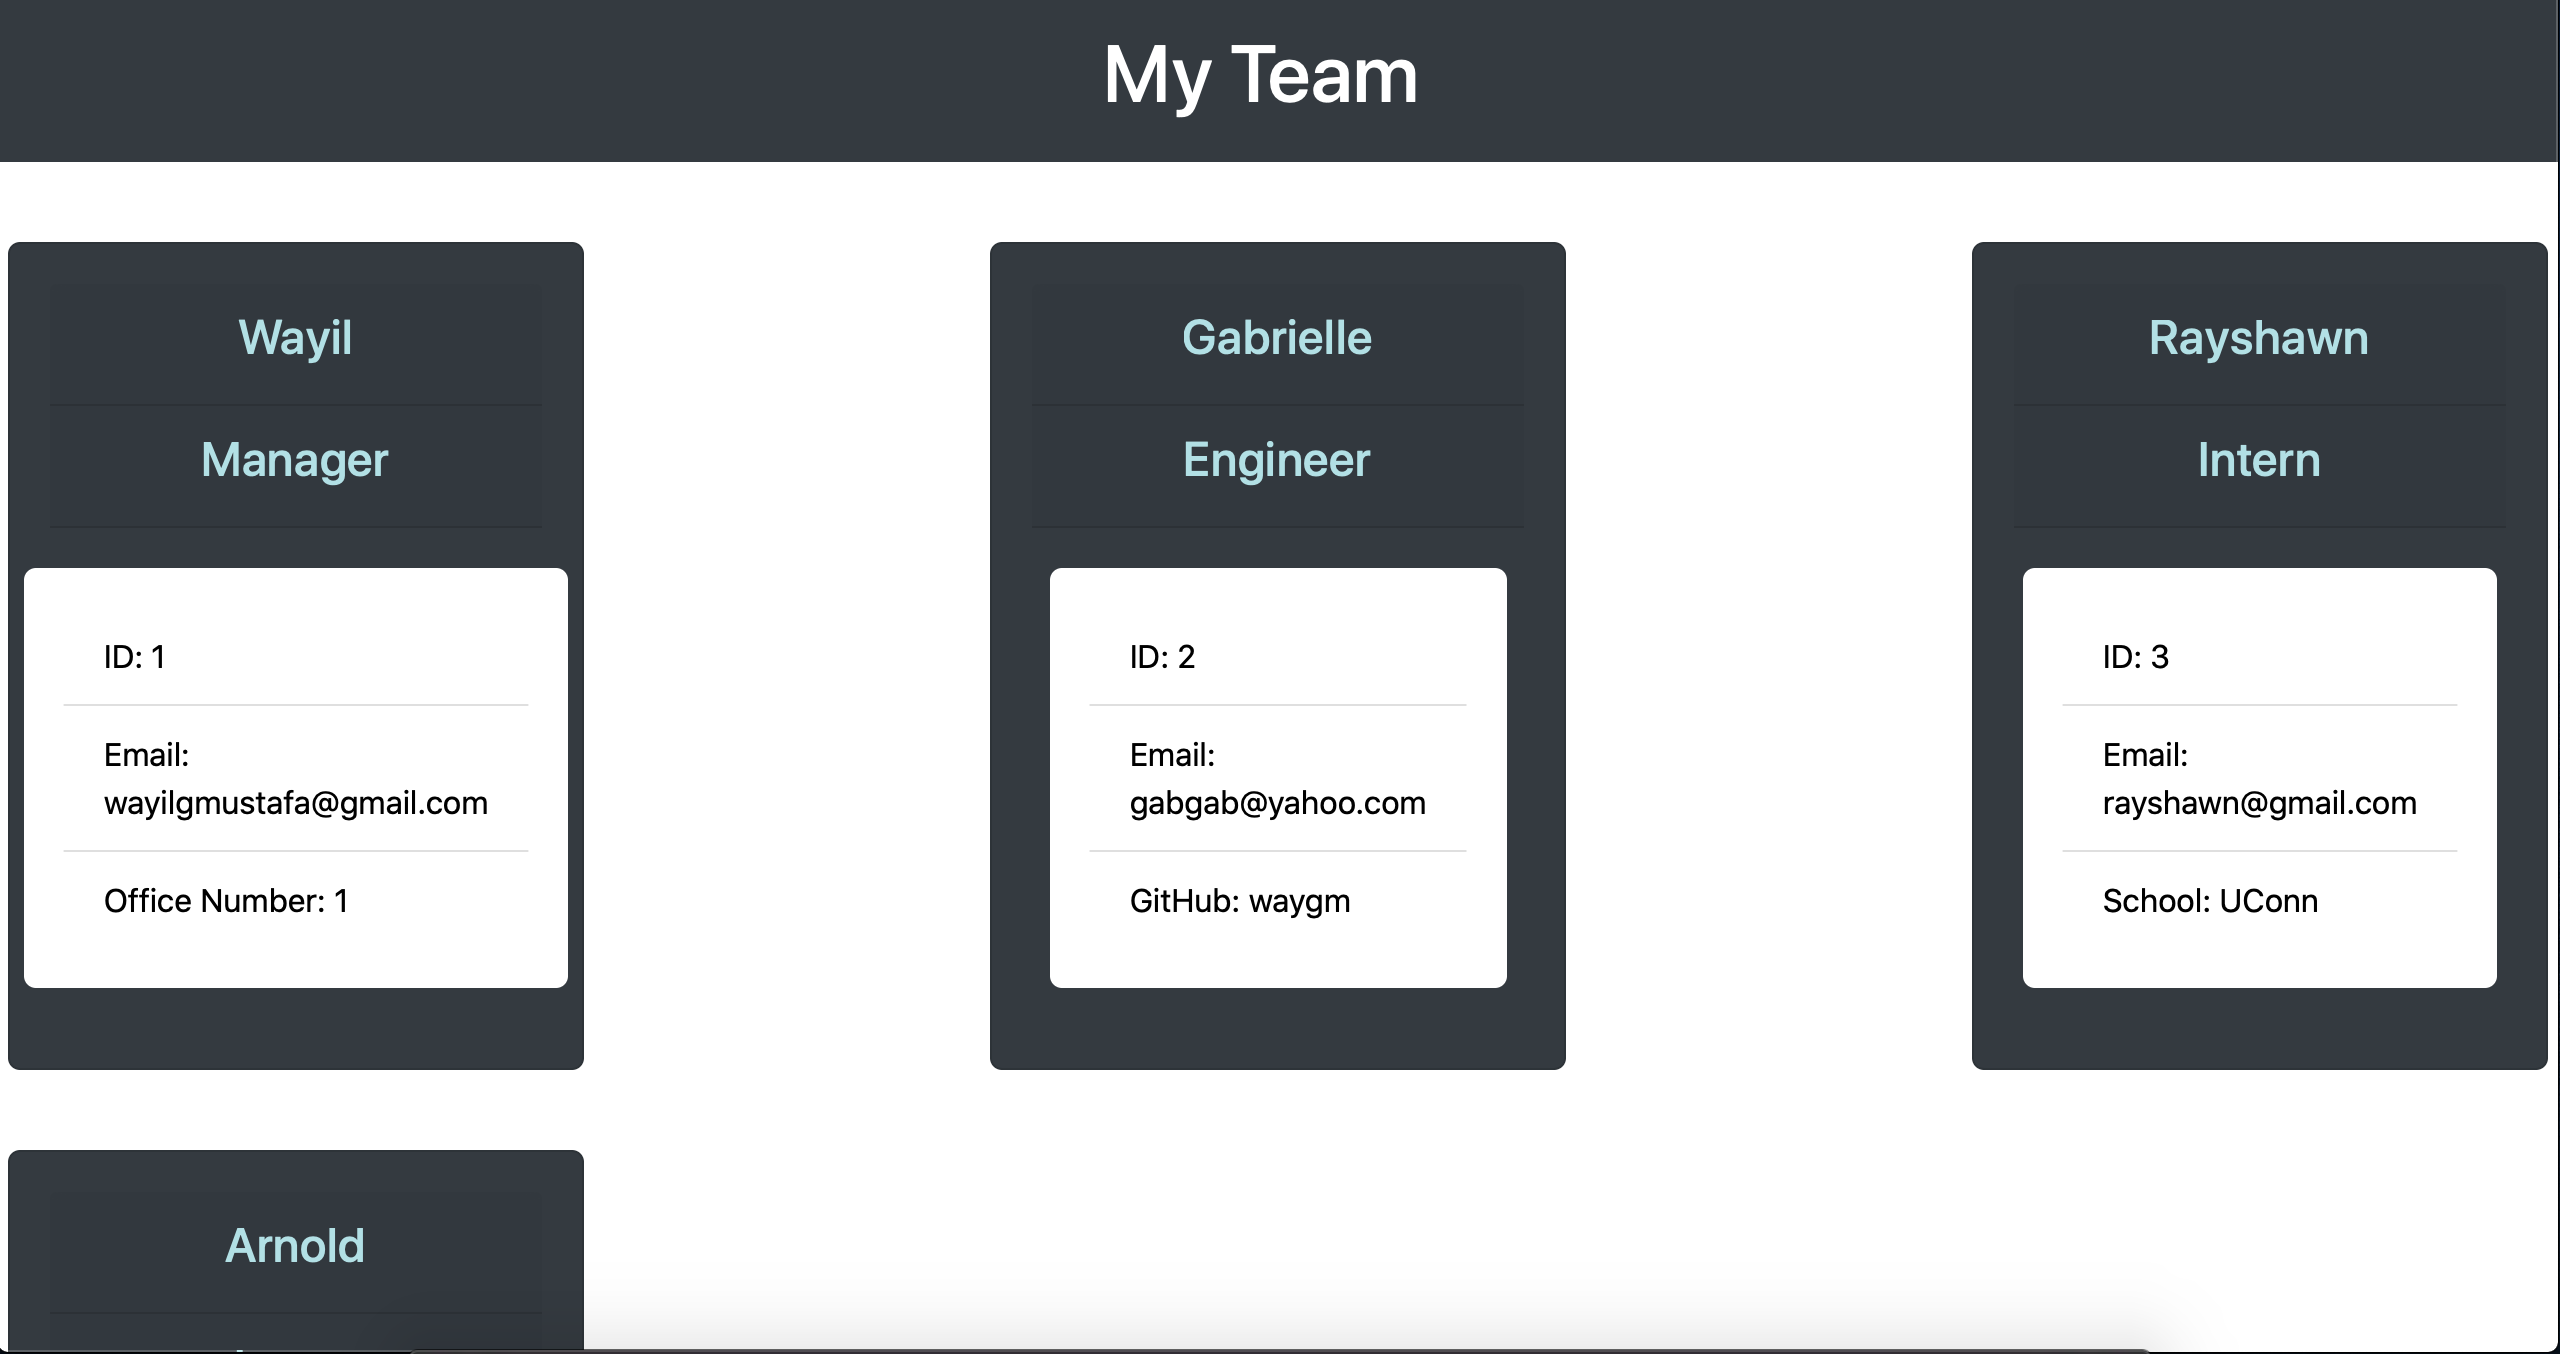 My Team
Wayil
Manager
ID: 1
Email:
wayilgmustafa@gmail.com
Office Number: 1
Gabrielle
Engineer
ID: 2
Email:
gabgab@yahoo.com
GitHub: waygm
Rayshawn
Intern
ID: 3
Email:
rayshawn@gmail.com
School: UConn
Arnold